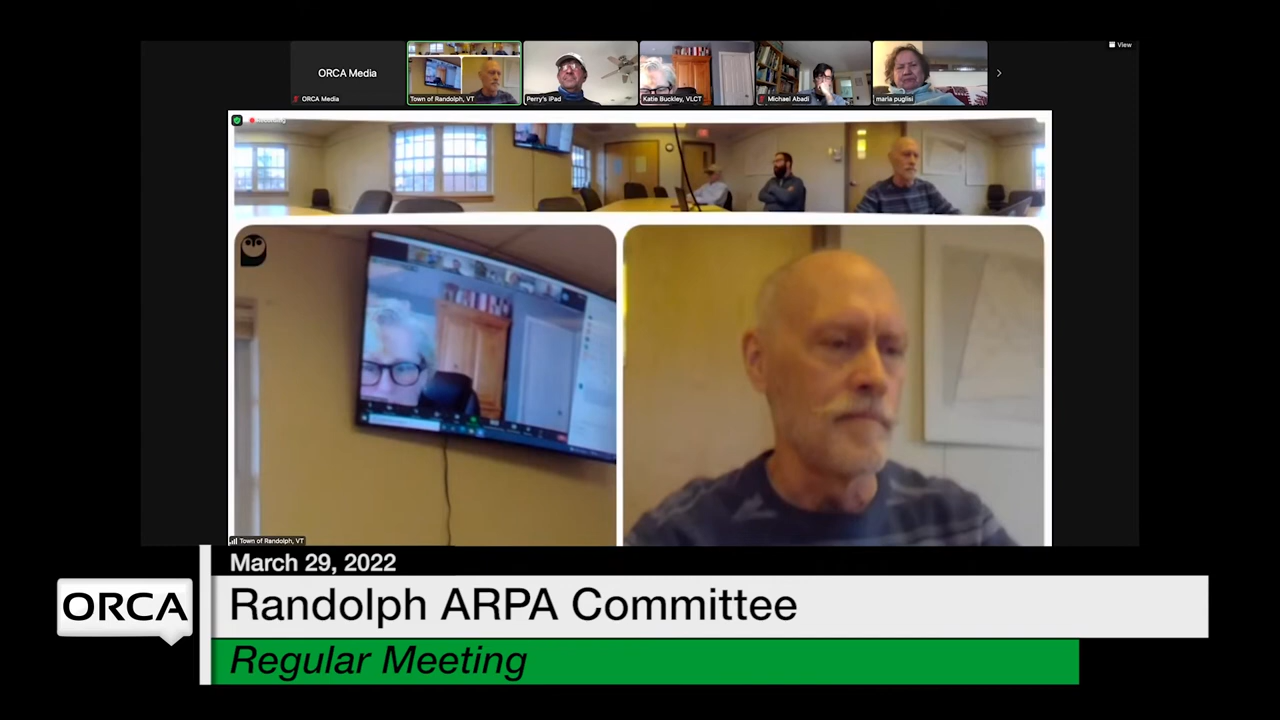 View
ORCA Media
ORCA Media
Town of Randolph, VT
Perry's iPad
Katie Buckley, VLCT
Michael Abadi
maria puglisi
Recording
Town of Randolph, VT
March 29, 2022
ORCA
Randolph ARPA Committee
Regular Meeting